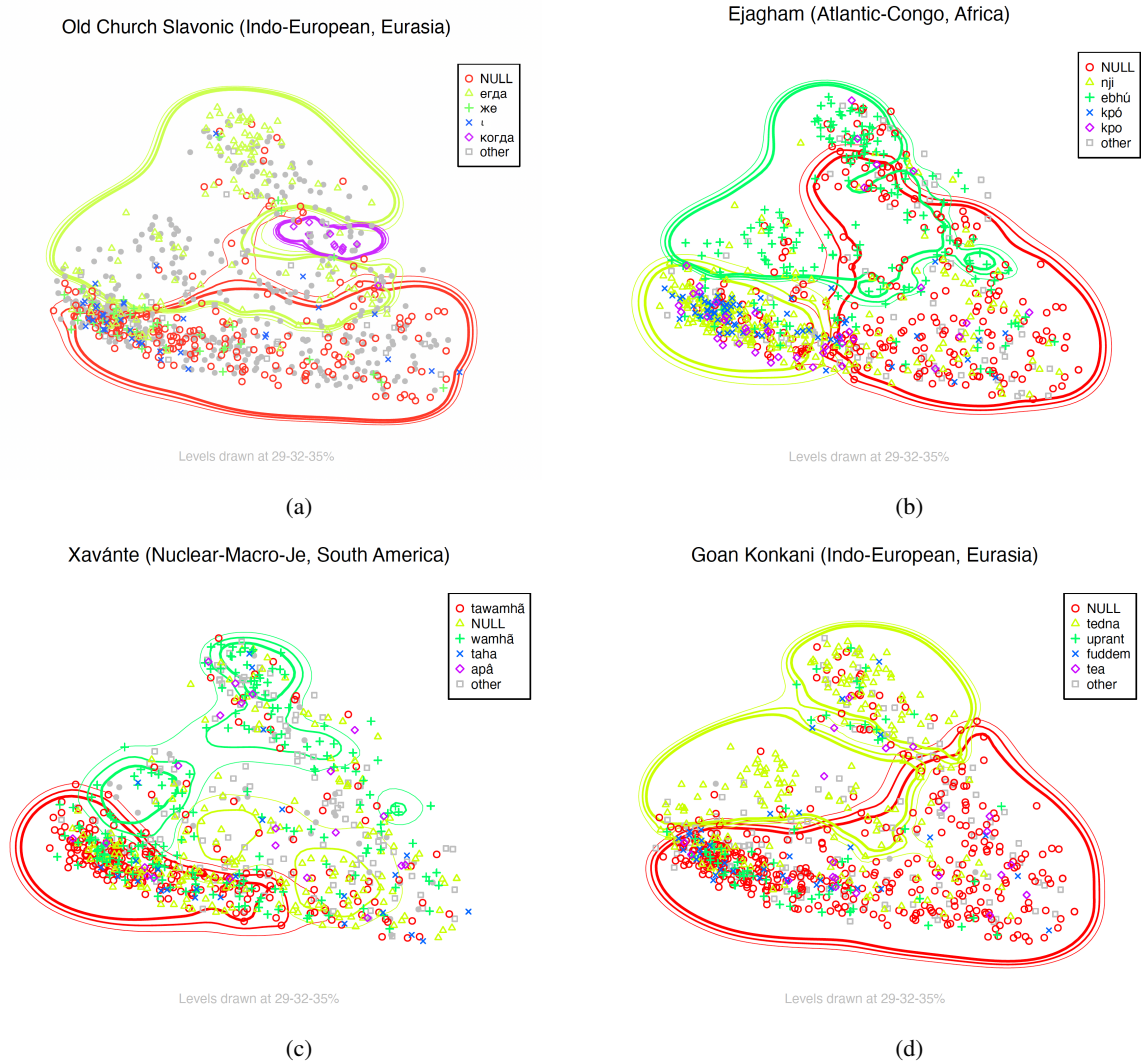 Old Church Slavonic (Indo-European, Eurasia)
NULL
егда
же
ι
когда
other
Levels drawn at 29-32-35%
(a)
Ejagham (Atlantic-Congo, Africa)
NULL
nji
ebhú
kpó
kpo
other
Levels drawn at 29-32-35%
(b)
Xavánte (Nuclear-Macro-Je, South America)
tawamhã
NULL
wamhã
taha
apâ
other
Levels drawn at 29-32-35%
(c)
Goan Konkani (Indo-European, Eurasia)
NULL
tedna
uprant
fuddem
tea
other
Levels drawn at 29-32-35%
(d)